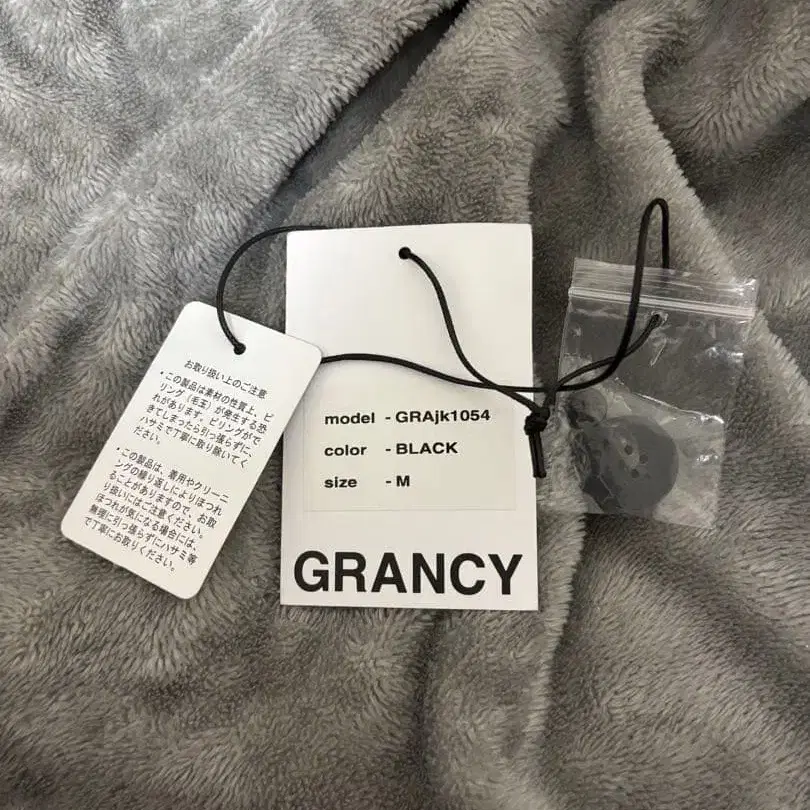 お取り扱い上のご注意
・この製品は素材の性質上、ピ
リング（毛玉）が発生する恐
れがあります。ピリングがで
きてしまったら引っ張らずに、
ハサミで丁寧に取り除いてく
ださい。
・この製品は、着用やクリーニ
ングの繰り返しによりほつれ
ることがありますので、お取
り扱いにはご注意ください。
ほつれが気になる場合には、
無理に引っ張らずにハサミ等
で丁寧にお取りください。
model - GRAjk1054
color - BLACK
size - M
GRANCY